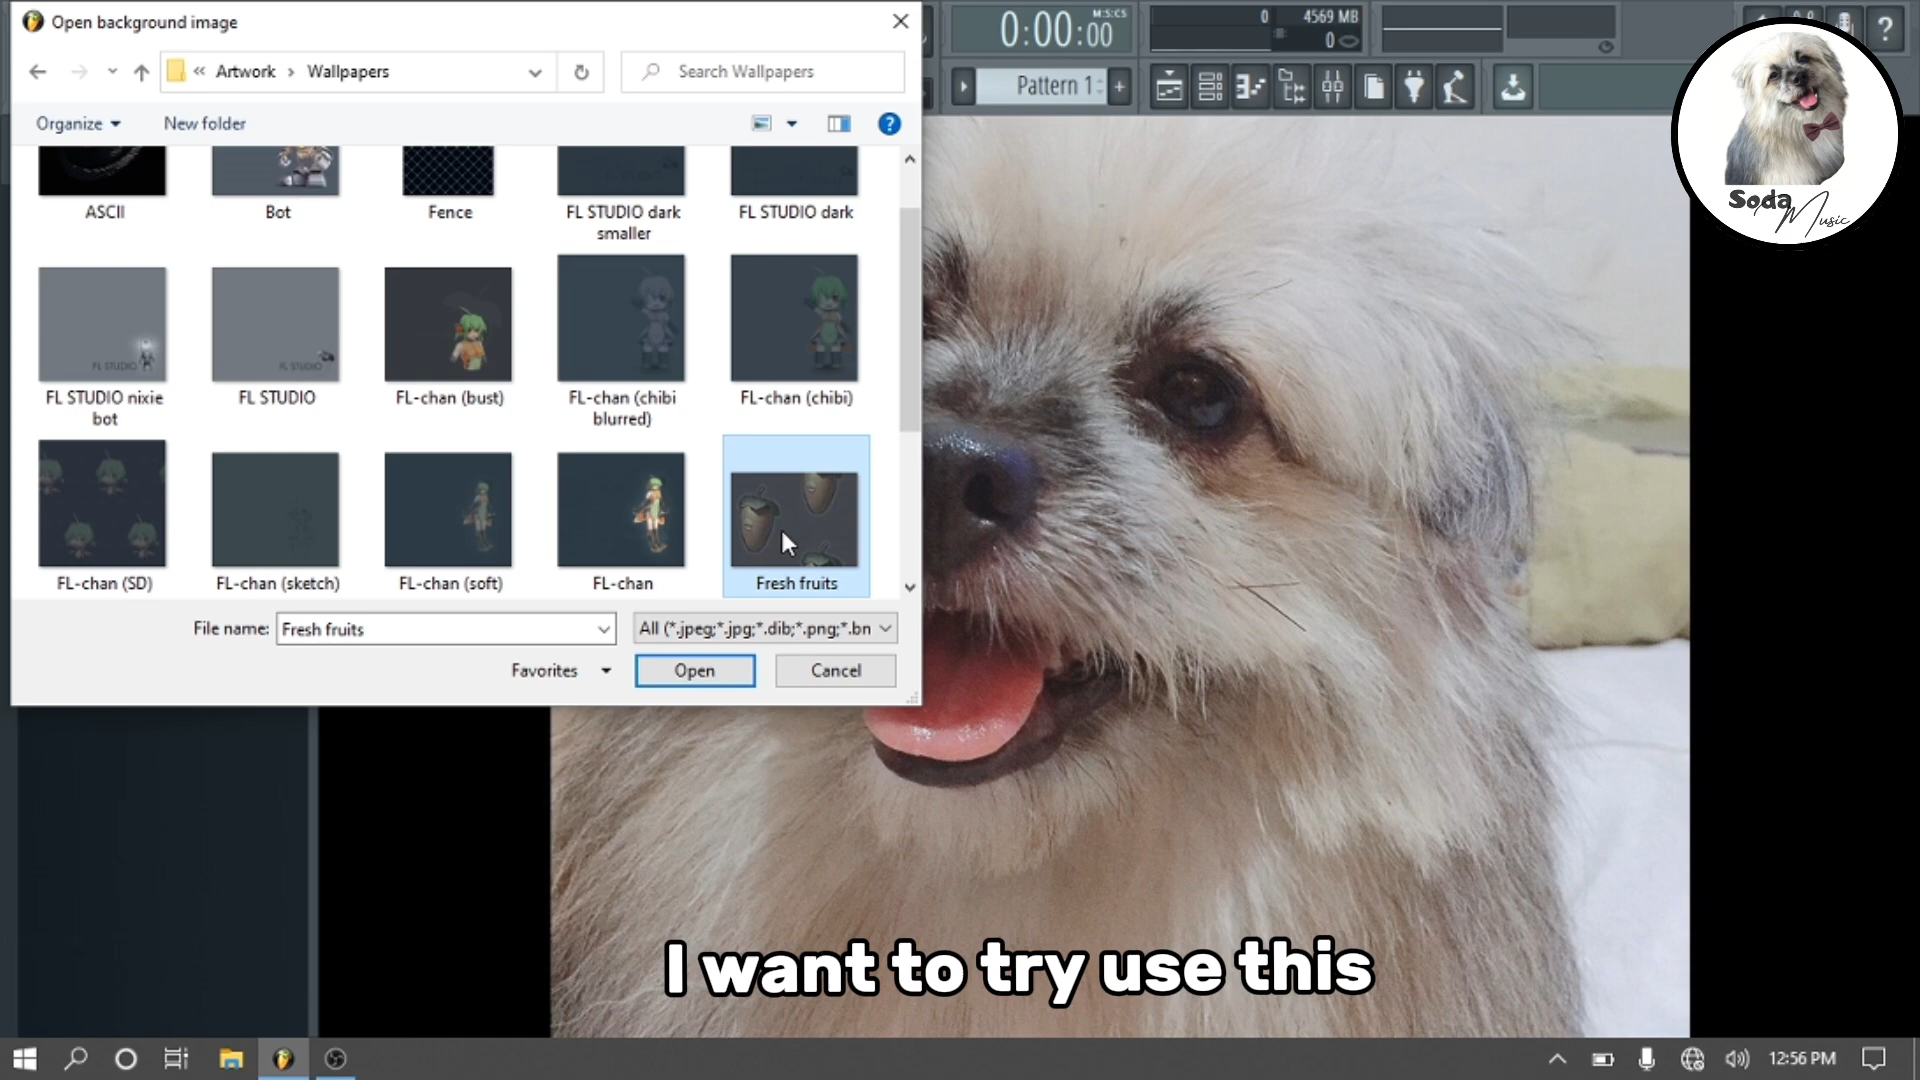 Open background image
0:00:00
M:S:CS
0
4569 MB
0
?
« Artwork > Wallpapers
Search Wallpapers
Pattern 1
+
Organize
New folder
?
Soda
Music
ASCII
Bot
Fence
FL STUDIO dark
smaller
FL STUDIO dark
FL STUDIO
FL STUDIO
FL STUDIO nixie
bot
FL STUDIO
FL-chan (bust)
FL-chan (chibi
blurred)
FL-chan (chibi)
FL-chan (SD)
FL-chan (sketch)
FL-chan (soft)
FL-chan
Fresh fruits
File name:
Fresh fruits
All (*.jpeg;*.jpg;*.dib;*.png;*.bn
Favorites
Open
Cancel
I want to try use this
12:56 PM